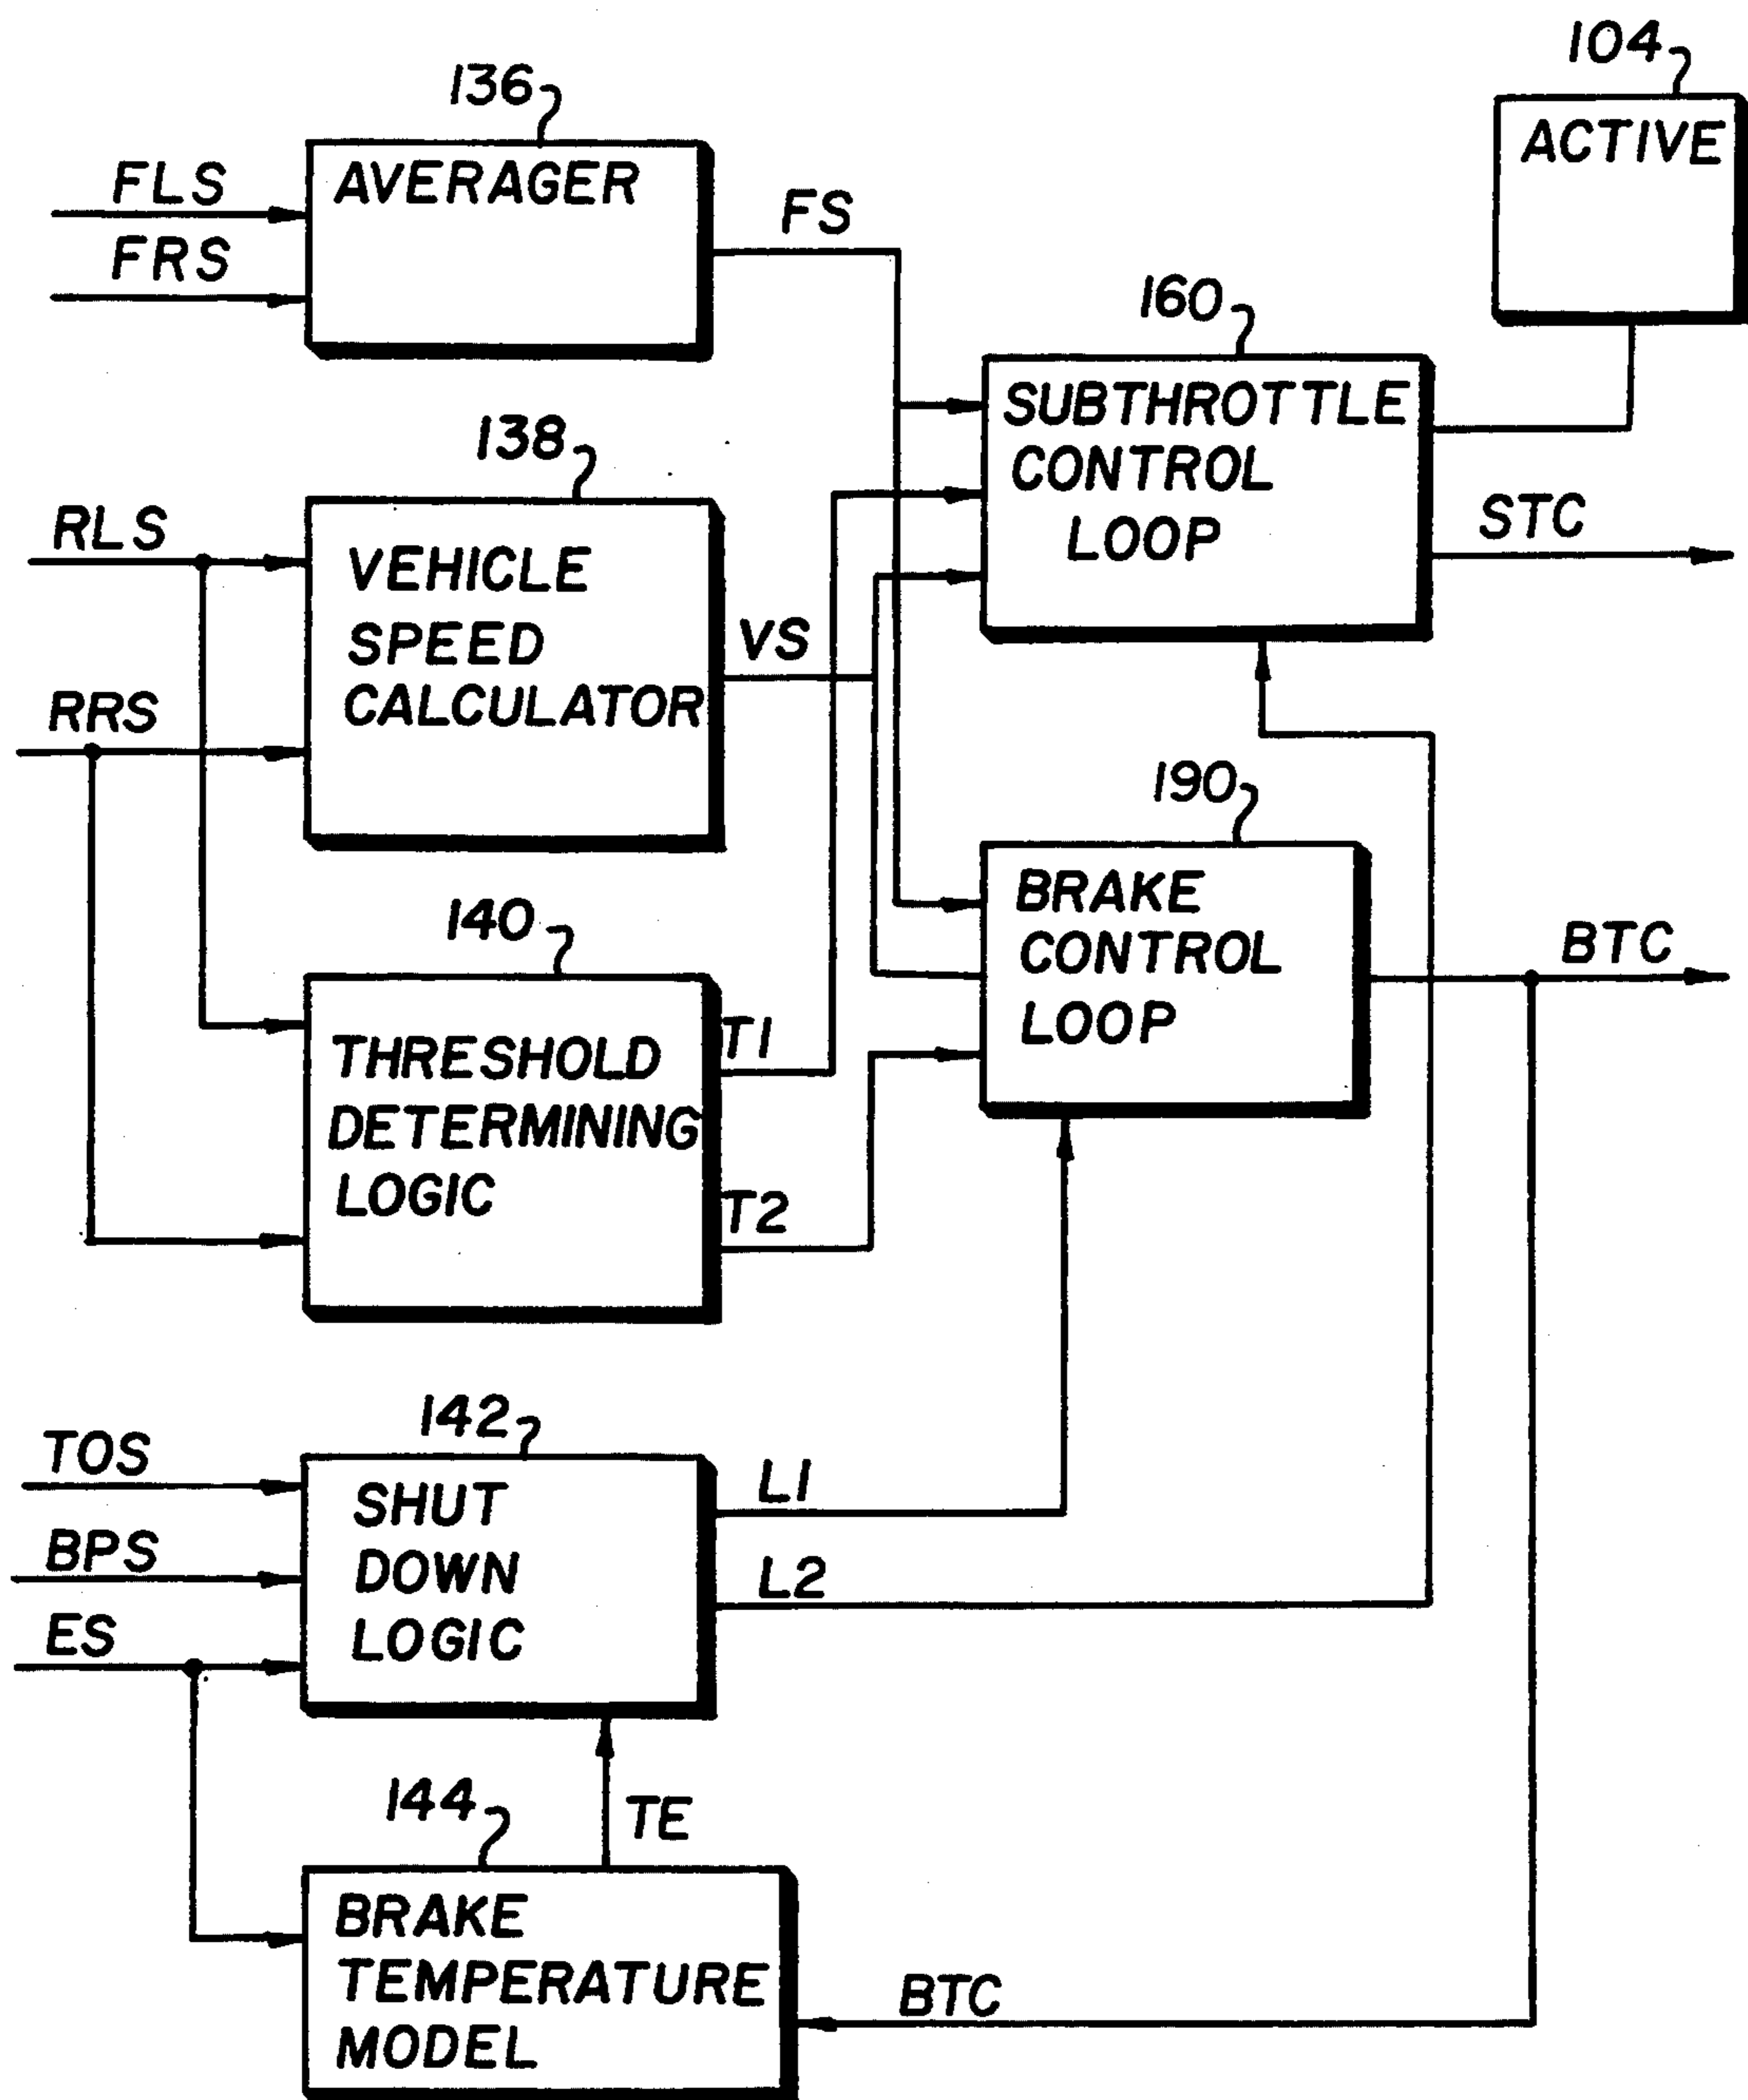 104
ACTIVE
136
AVERAGER
FLS
FRS
FS
160
SUBTHROTTLE
CONTROL
LOOP
STC
138
RLS
VEHICLE
SPEED
CALCULATOR
RRS
VS
190
BRAKE
CONTROL
LOOP
BTC
140
THRESHOLD
DETERMINING
LOGIC
T1
T2
142
TOS
BPS
ES
SHUT
DOWN
LOGIC
L1
L2
144
TE
BRAKE
TEMPERATURE
MODEL
BTC